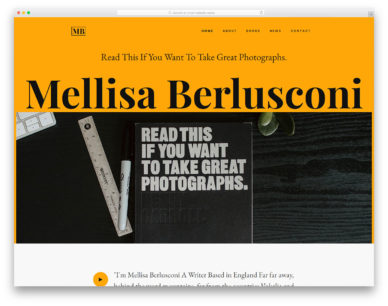 MB
HOME ABOUT BOOKS NEWS CONTACT
Read This If You Want To Take Great Photographs.
Mellisa Berlusconi
READ THIS
IF YOU WANT
TO TAKE GREAT
PHOTOGRAPHS.
"I'm Mellisa Berlusconi A Writer Based in England Far far away,
behind the word mountains, far from the countries Vokalia and